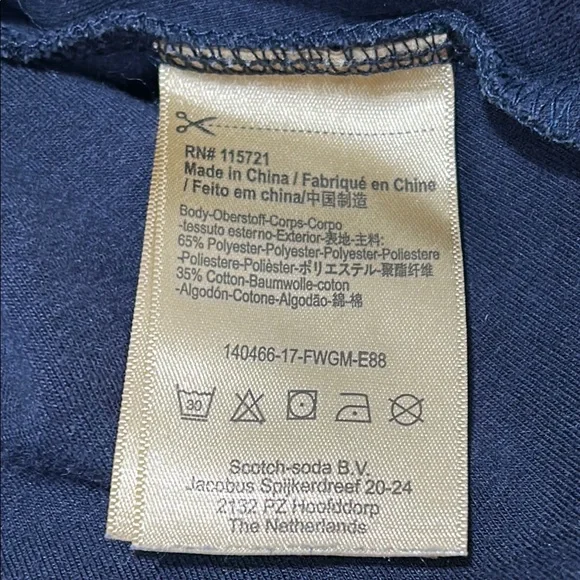 RN# 115721
Made in China / Fabriqué en Chine
/ Feito em china/中国制造
Body-Oberstoff-Corps-Corpo
-tessuto esterno-Exterior-表地-主料:
65% Polyester-Polyester-Polyester-Poliestere
-Poliestere-Polièster-ポリエステル-聚酯纤维
35% Cotton-Baumwolle-coton
-Algodón-Cotone-Algodão-綿-棉
140466-17-FWGM-E88
30
Scotch-soda B.V.
Jacobus Spijkerdreef 20-24
2132 PZ Hoofddorp
The Netherlands